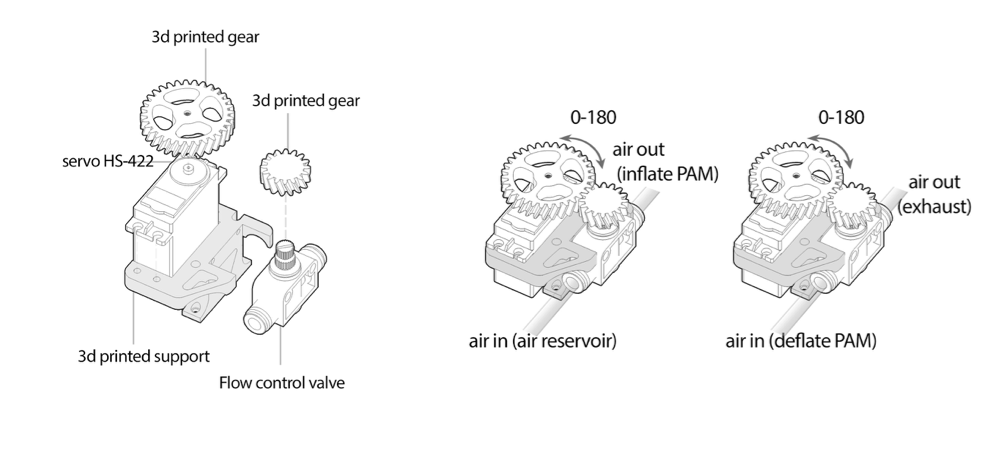 3d printed gear
3d printed gear
servo HS-422
3d printed support
Flow control valve
0-180
air out
(inflate PAM)
air in (air reservoir)
0-180
air out
(exhaust)
air in (deflate PAM)